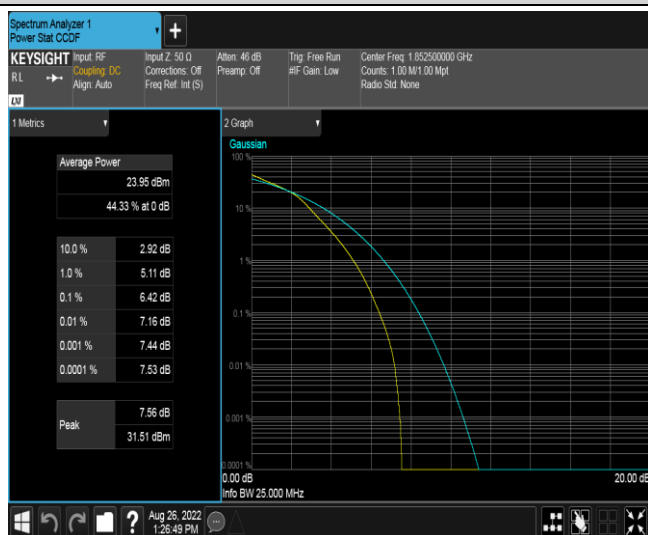 Spectrum Analyzer 1
Power Stat CCDF
+
KEYSIGHT
RL
LXI
Input: RF
Coupling: DC
Align: Auto
Input Z: 50 Ω
Corrections: Off
Freq Ref: Int (S)
Atten: 46 dB
Preamp: Off
Trig: Free Run
#IF Gain: Low
Center Freq: 1.852500000 GHz
Counts: 1.00 M/1.00 Mpt
Radio Std: None
1 Metrics
Average Power
23.95 dBm
44.33 % at 0 dB
10.0 % 2.92 dB
1.0 % 5.11 dB
0.1 % 6.42 dB
0.01 % 7.16 dB
0.001 % 7.44 dB
0.0001 % 7.53 dB
Peak
7.56 dB
31.51 dBm
2 Graph
Gaussian
100 %
10 %
1 %
0.1 %
0.01 %
0.001 %
0.0001 %
0.00 dB
20.00 dB
Info BW 25.000 MHz
?
Aug 26, 2022
1:26:49 PM